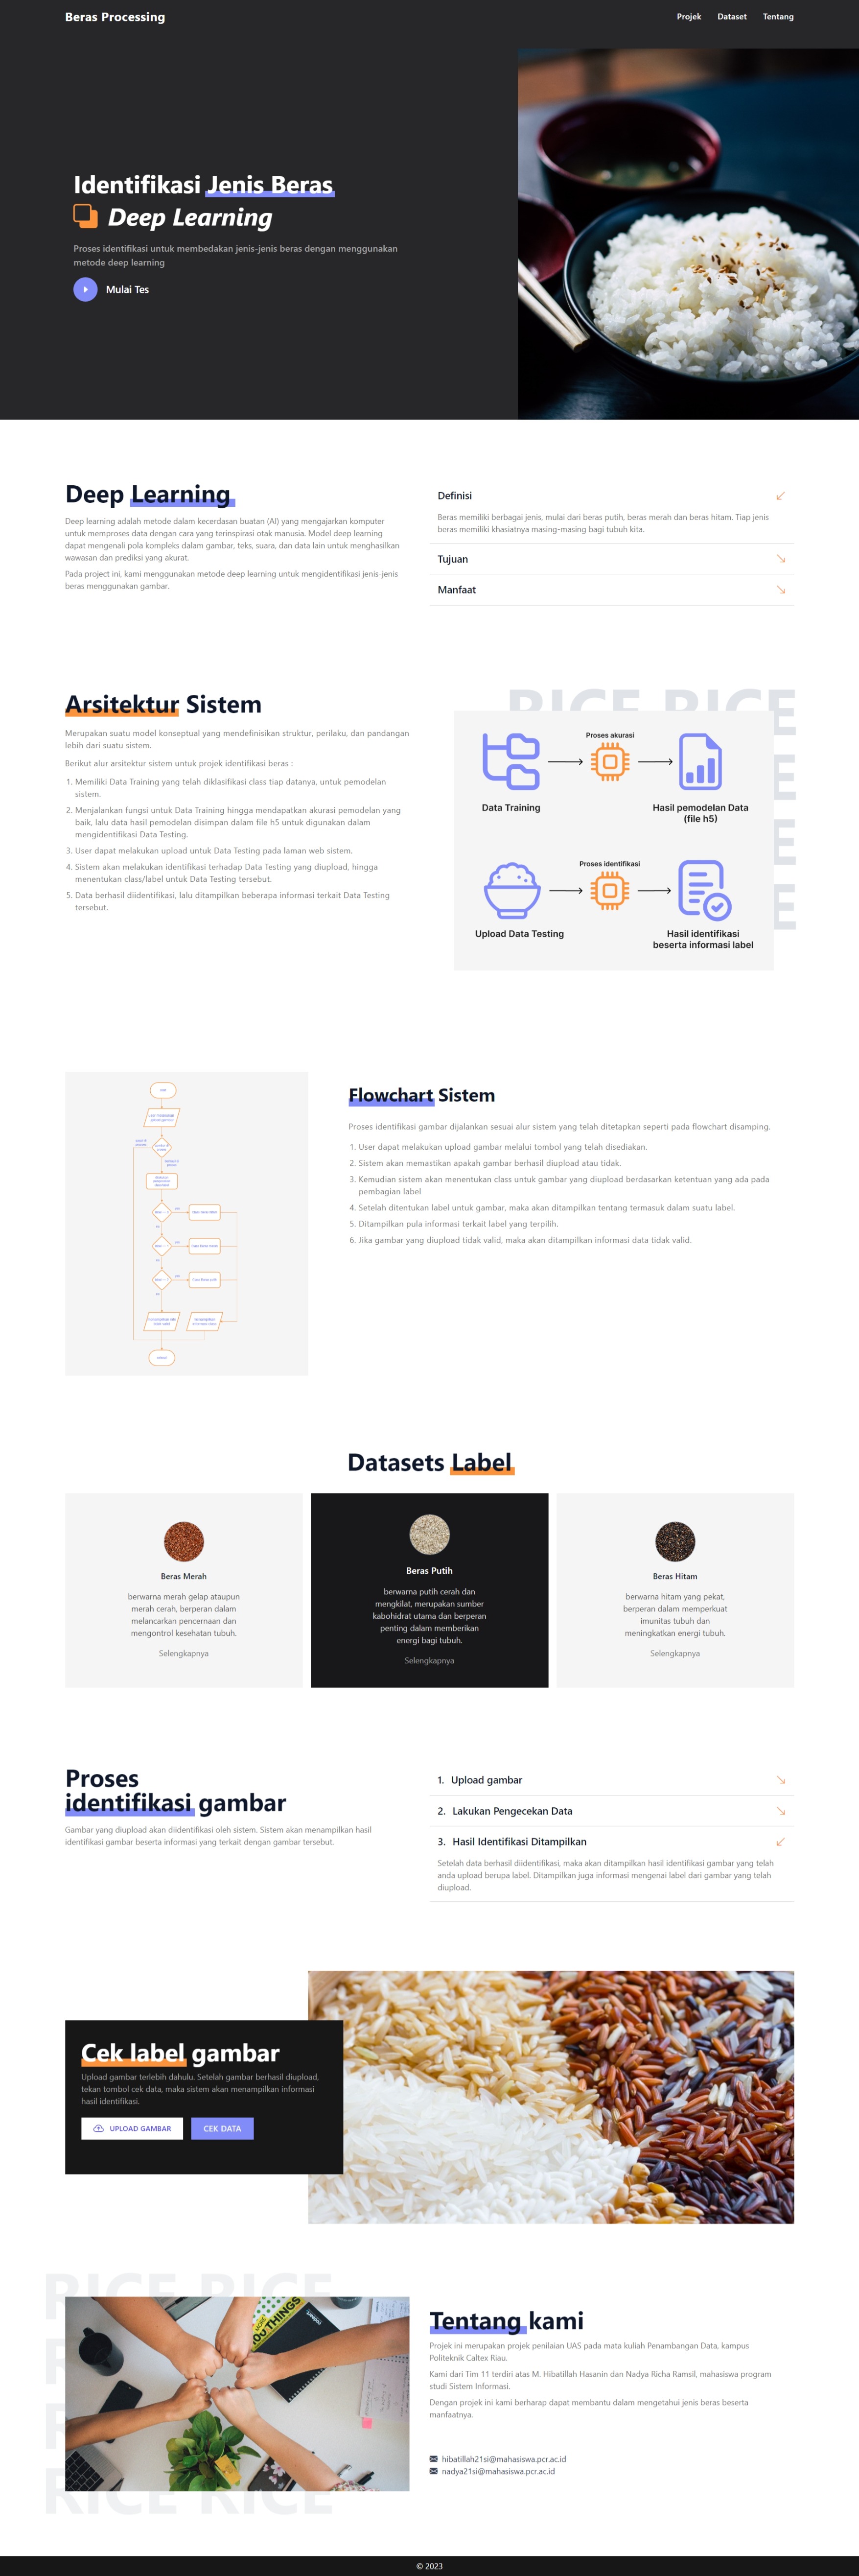 Beras Processing
Projek Dataset Tentang
Identifikasi Jenis Beras
Deep Learning
Proses identifikasi untuk membedakan jenis-jenis beras dengan menggunakan
metode deep learning
Mulai Tes
Deep Learning
Deep learning adalah metode dalam kecerdasan buatan (AI) yang mengajarkan komputer
untuk memproses data dengan cara yang terinspirasi otak manusia. Model deep learning
dapat mengenali pola kompleks dalam gambar, teks, suara, dan data lain untuk menghasilkan
wawasan dan prediksi yang akurat.
Pada project ini, kami menggunakan metode deep learning untuk mengidentifikasi jenis-jenis
beras menggunakan gambar.
Definisi
Beras memiliki berbagai jenis, mulai dari beras putih, beras merah dan beras hitam. Tiap jenis
beras memiliki khasiatnya masing-masing bagi tubuh kita.
Tujuan
Manfaat
Arsitektur Sistem
Merupakan suatu model konseptual yang mendefinisikan struktur, perilaku, dan pandangan
lebih dari suatu sistem.
Berikut alur arsitektur sistem untuk projek identifikasi beras :
1. Memiliki Data Training yang telah diklasifikasi class tiap datanya, untuk pemodelan
sistem.
2. Menjalankan fungsi untuk Data Training hingga mendapatkan akurasi pemodelan yang
baik, lalu data hasil pemodelan disimpan dalam file h5 untuk digunakan dalam
mengidentifikasi Data Testing.
3. User dapat melakukan upload untuk Data Testing pada laman web sistem.
4. Sistem akan melakukan identifikasi terhadap Data Testing yang diupload, hingga
menentukan class/label untuk Data Testing tersebut.
5. Data berhasil diidentifikasi, lalu ditampilkan beberapa informasi terkait Data Testing
tersebut.
RICE RICE
Proses akurasi
Data Training
Hasil pemodelan Data
(file h5)
Proses identifikasi
Upload Data Testing
Hasil identifikasi
beserta informasi label
Flowchart Sistem
Proses identifikasi gambar dijalankan sesuai alur sistem yang telah ditetapkan seperti pada flowchart disamping.
1. User dapat melakukan upload gambar melalui tombol yang telah disediakan.
2. Sistem akan memastikan apakah gambar berhasil diupload atau tidak.
3. Kemudian sistem akan menentukan class untuk gambar yang diupload berdasarkan ketentuan yang ada pada
pembagian label
4. Setelah ditentukan label untuk gambar, maka akan ditampilkan tentang termasuk dalam suatu label.
5. Ditampilkan pula informasi terkait label yang terpilih.
6. Jika gambar yang diupload tidak valid, maka akan ditampilkan informasi data tidak valid.
Datasets Label
Beras Merah
berwarna merah gelap ataupun
merah cerah, berperan dalam
melancarkan pencernaan dan
mengontrol kesehatan tubuh.
Selengkapnya
Beras Putih
berwarna putih cerah dan
mengkilat, merupakan sumber
kabohidrat utama dan berperan
penting dalam memberikan
energi bagi tubuh.
Selengkapnya
Beras Hitam
berwarna hitam yang pekat,
berperan dalam memperkuat
imunitas tubuh dan
meningkatkan energi tubuh.
Selengkapnya
Proses
identifikasi gambar
Gambar yang diupload akan diidentifikasi oleh sistem. Sistem akan menampilkan hasil
identifikasi gambar beserta informasi yang terkait dengan gambar tersebut.
1. Upload gambar
2. Lakukan Pengecekan Data
3. Hasil Identifikasi Ditampilkan
Setelah data berhasil diidentifikasi, maka akan ditampilkan hasil identifikasi gambar yang telah
anda upload berupa label. Ditampilkan juga informasi mengenai label dari gambar yang telah
diupload.
Cek label gambar
Upload gambar terlebih dahulu. Setelah gambar berhasil diupload,
tekan tombol cek data, maka sistem akan menampilkan informasi
hasil identifikasi.
UPLOAD GAMBAR
CEK DATA
RICE RICE
RICE RICE
Tentang kami
Projek ini merupakan projek penilaian UAS pada mata kuliah Penambangan Data, kampus
Politeknik Caltex Riau.
Kami dari Tim 11 terdiri atas M. Hibatillah Hasanin dan Nadya Richa Ramsil, mahasiswa program
studi Sistem Informasi.
Dengan projek ini kami berharap dapat membantu dalam mengetahui jenis beras beserta
manfaatnya.
hibatillah21si@mahasiswa.pcr.ac.id
nadya21si@mahasiswa.pcr.ac.id
© 2023